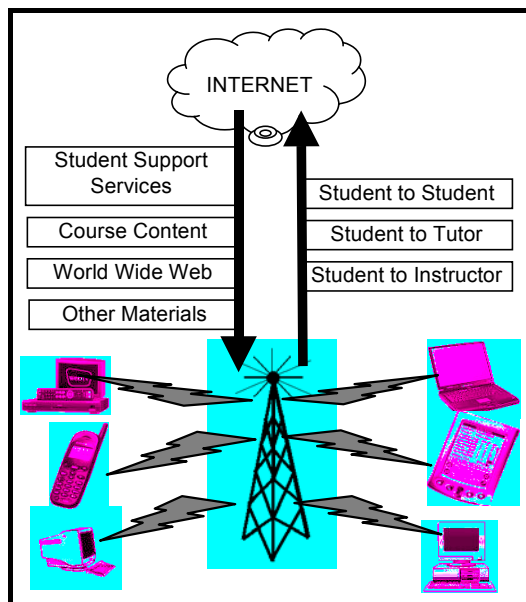 INTERNET
Student Support
Services
Course Content
World Wide Web
Other Materials
Student to Student
Student to Tutor
Student to Instructor